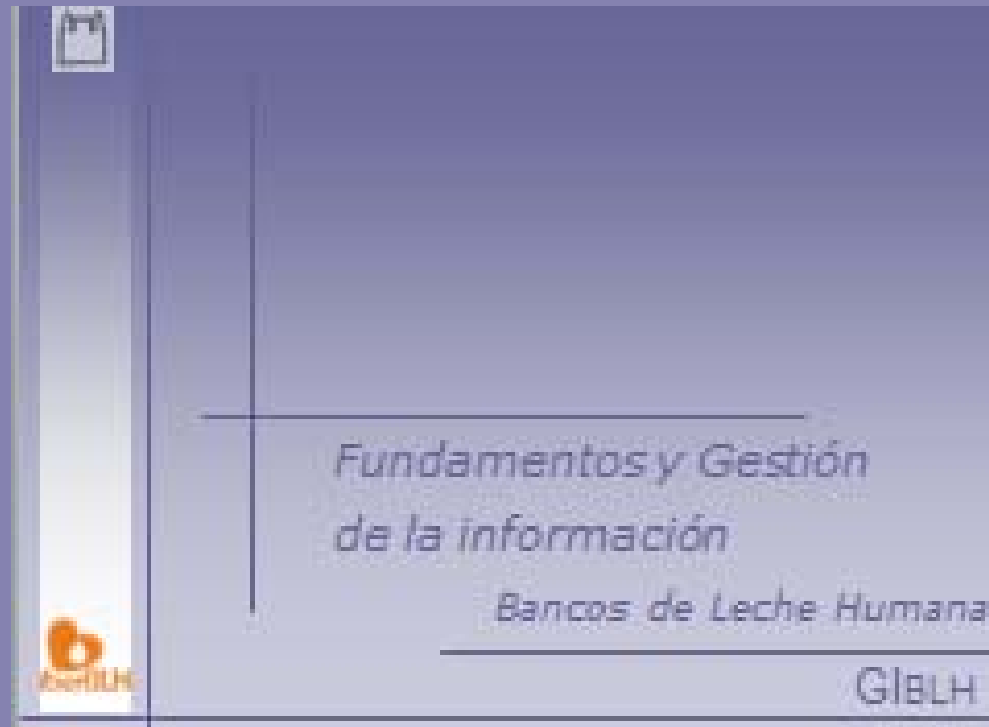 Fundamentos y Gestión
de la información
Bancos de Leche Humana
GIBLH